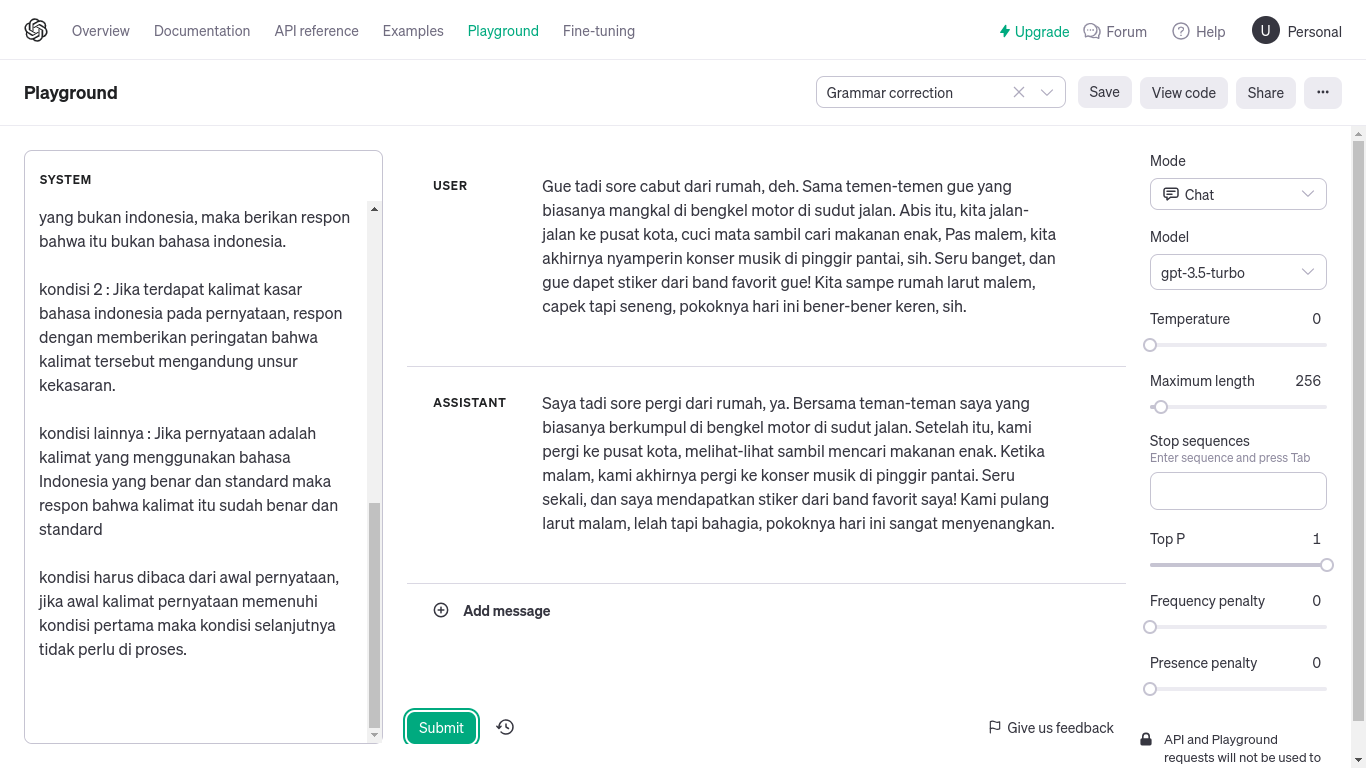 Overview Documentation API reference Examples Playground Fine-tuning Upgrade Forum Help U Personal
Playground Grammar correction Save View code Share ...
SYSTEM
yang bukan indonesia, maka berikan respon
bahwa itu bukan bahasa indonesia.
kondisi 2 : Jika terdapat kalimat kasar
bahasa indonesia pada pernyataan, respon
dengan memberikan peringatan bahwa
kalimat tersebut mengandung unsur
kekasaran.
kondisi lainnya : Jika pernyataan adalah
kalimat yang menggunakan bahasa
Indonesia yang benar dan standard maka
respon bahwa kalimat itu sudah benar dan
standard
kondisi harus dibaca dari awal pernyataan,
jika awal kalimat pernyataan memenuhi
kondisi pertama maka kondisi selanjutnya
tidak perlu di proses.
USER
Gue tadi sore cabut dari rumah, deh. Sama temen-temen gue yang
biasanya mangkal di bengkel motor di sudut jalan. Abis itu, kita jalan-
jalan ke pusat kota, cuci mata sambil cari makanan enak, Pas malem, kita
akhirnya nyamperin konser musik di pinggir pantai, sih. Seru banget, dan
gue dapet stiker dari band favorit gue! Kita sampe rumah larut malem,
capek tapi seneng, pokoknya hari ini bener-bener keren, sih.
ASSISTANT
Saya tadi sore pergi dari rumah, ya. Bersama teman-teman saya yang
biasanya berkumpul di bengkel motor di sudut jalan. Setelah itu, kami
pergi ke pusat kota, melihat-lihat sambil mencari makanan enak. Ketika
malam, kami akhirnya pergi ke konser musik di pinggir pantai. Seru
sekali, dan saya mendapatkan stiker dari band favorit saya! Kami pulang
larut malam, lelah tapi bahagia, pokoknya hari ini sangat menyenangkan.
Add message
Submit
Give us feedback
Mode
Chat
Model
gpt-3.5-turbo
Temperature 0
Maximum length 256
Stop sequences
Enter sequence and press Tab
Top P 1
Frequency penalty 0
Presence penalty 0
API and Playground
requests will not be used to